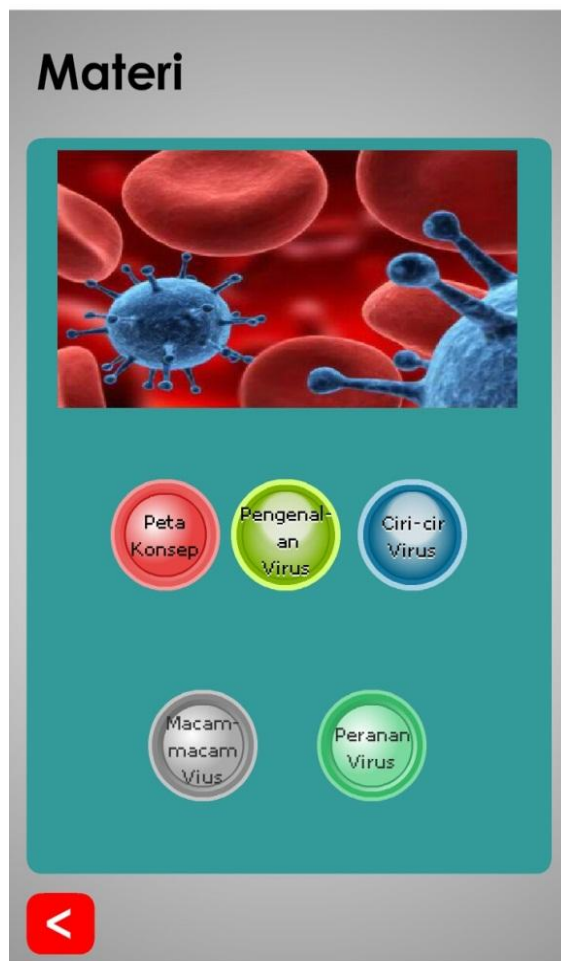 Materi
Peta
Konsep
Pengenal-
an
Virus
Ciri-cir
Virus
Macam-
macam
Vius
Peranan
Virus
<